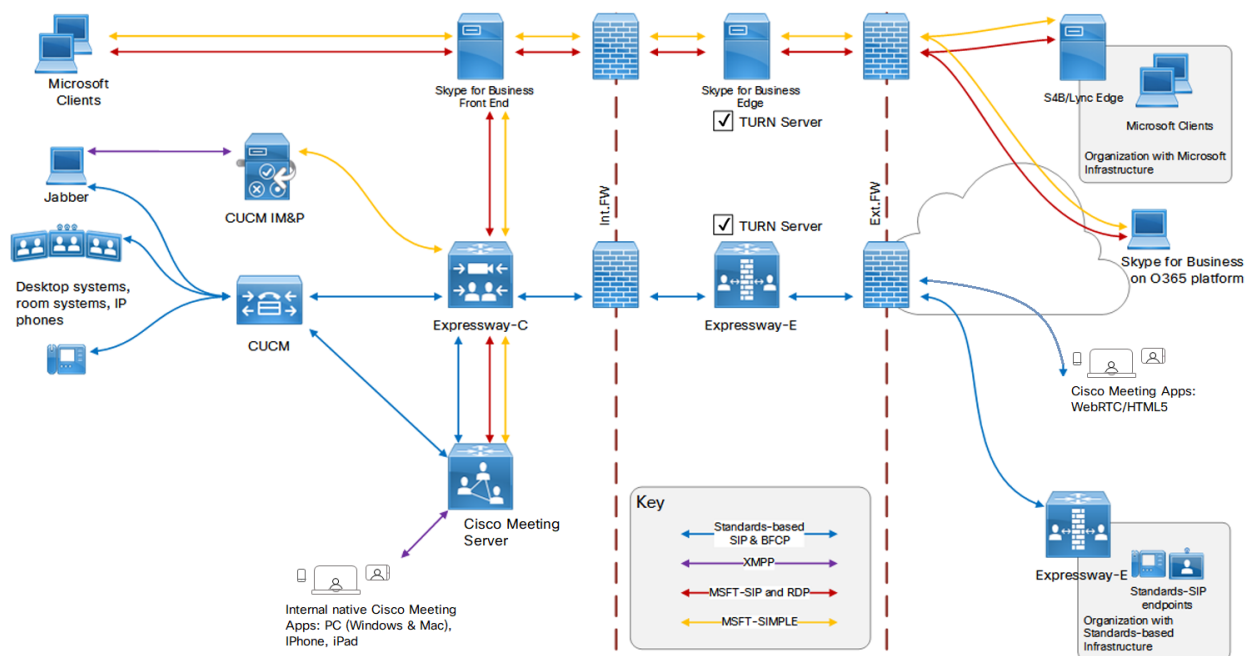 Microsoft
Clients
Skype for Business
Front End
Skype for Business
Edge
TURN Server
S4B/Lync Edge
Microsoft Clients
Organization with Microsoft
Infrastructure
Jabber
CUCM IM&P
Int.FW
Ext.FW
TURN Server
Skype for Business
on O365 platform
Desktop systems,
room systems, IP
phones
CUCM
Expressway-C
Expressway-E
Cisco Meeting Apps:
WebRTC/HTML5
Cisco Meeting
Server
Key
Standards-based
SIP & BFCP
XMPP
MSFT-SIP and RDP
MSFT-SIMPLE
Expressway-E
Standards-SIP
endpoints
Organization with
Standards-based
Infrastructure
Internal native Cisco Meeting
Apps: PC (Windows & Mac),
IPhone, iPad